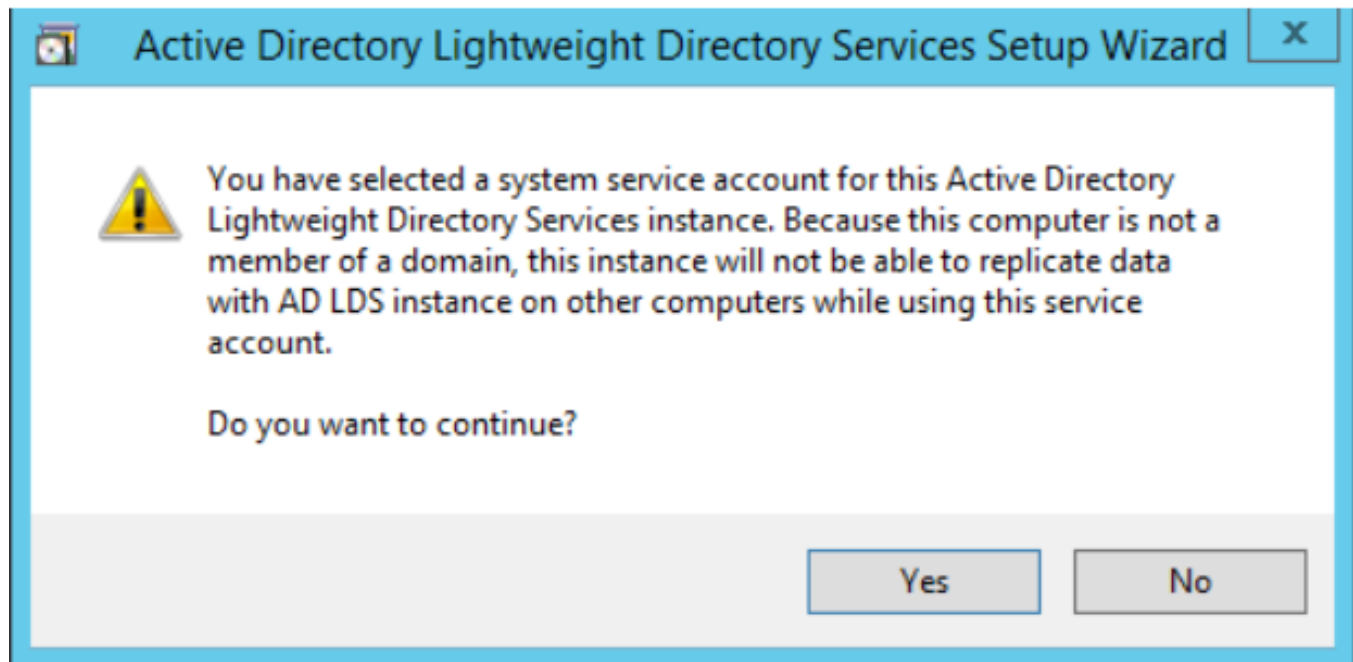 Active Directory Lightweight Directory Services Setup Wizard
You have selected a system service account for this Active Directory
Lightweight Directory Services instance. Because this computer is not a
member of a domain, this instance will not be able to replicate data
with AD LDS instance on other computers while using this service
account.
Do you want to continue?
Yes
No